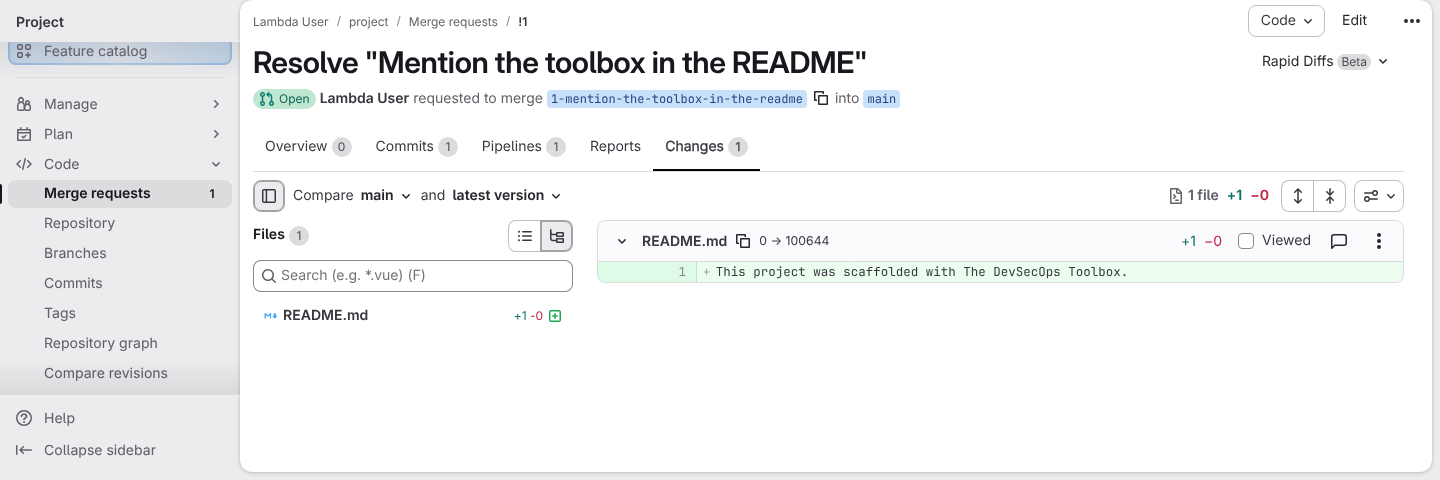 Project
Feature catalog
Manage
Plan
Code
Merge requests 1
Repository
Branches
Commits
Tags
Repository graph
Compare revisions
Help
Collapse sidebar
Lambda User / project / Merge requests / !1
Code
Edit
Resolve "Mention the toolbox in the README"
Rapid Diffs Beta
Open Lambda User requested to merge 1-mention-the-toolbox-in-the-readme into main
Overview 0 Commits 1 Pipelines 1 Reports Changes 1
Compare main and latest version
1 file +1 −0
Files 1
Search (e.g. *.vue) (F)
README.md +1 -0
README.md 0 → 100644 +1 −0 Viewed
1 + This project was scaffolded with The DevSecOps Toolbox.